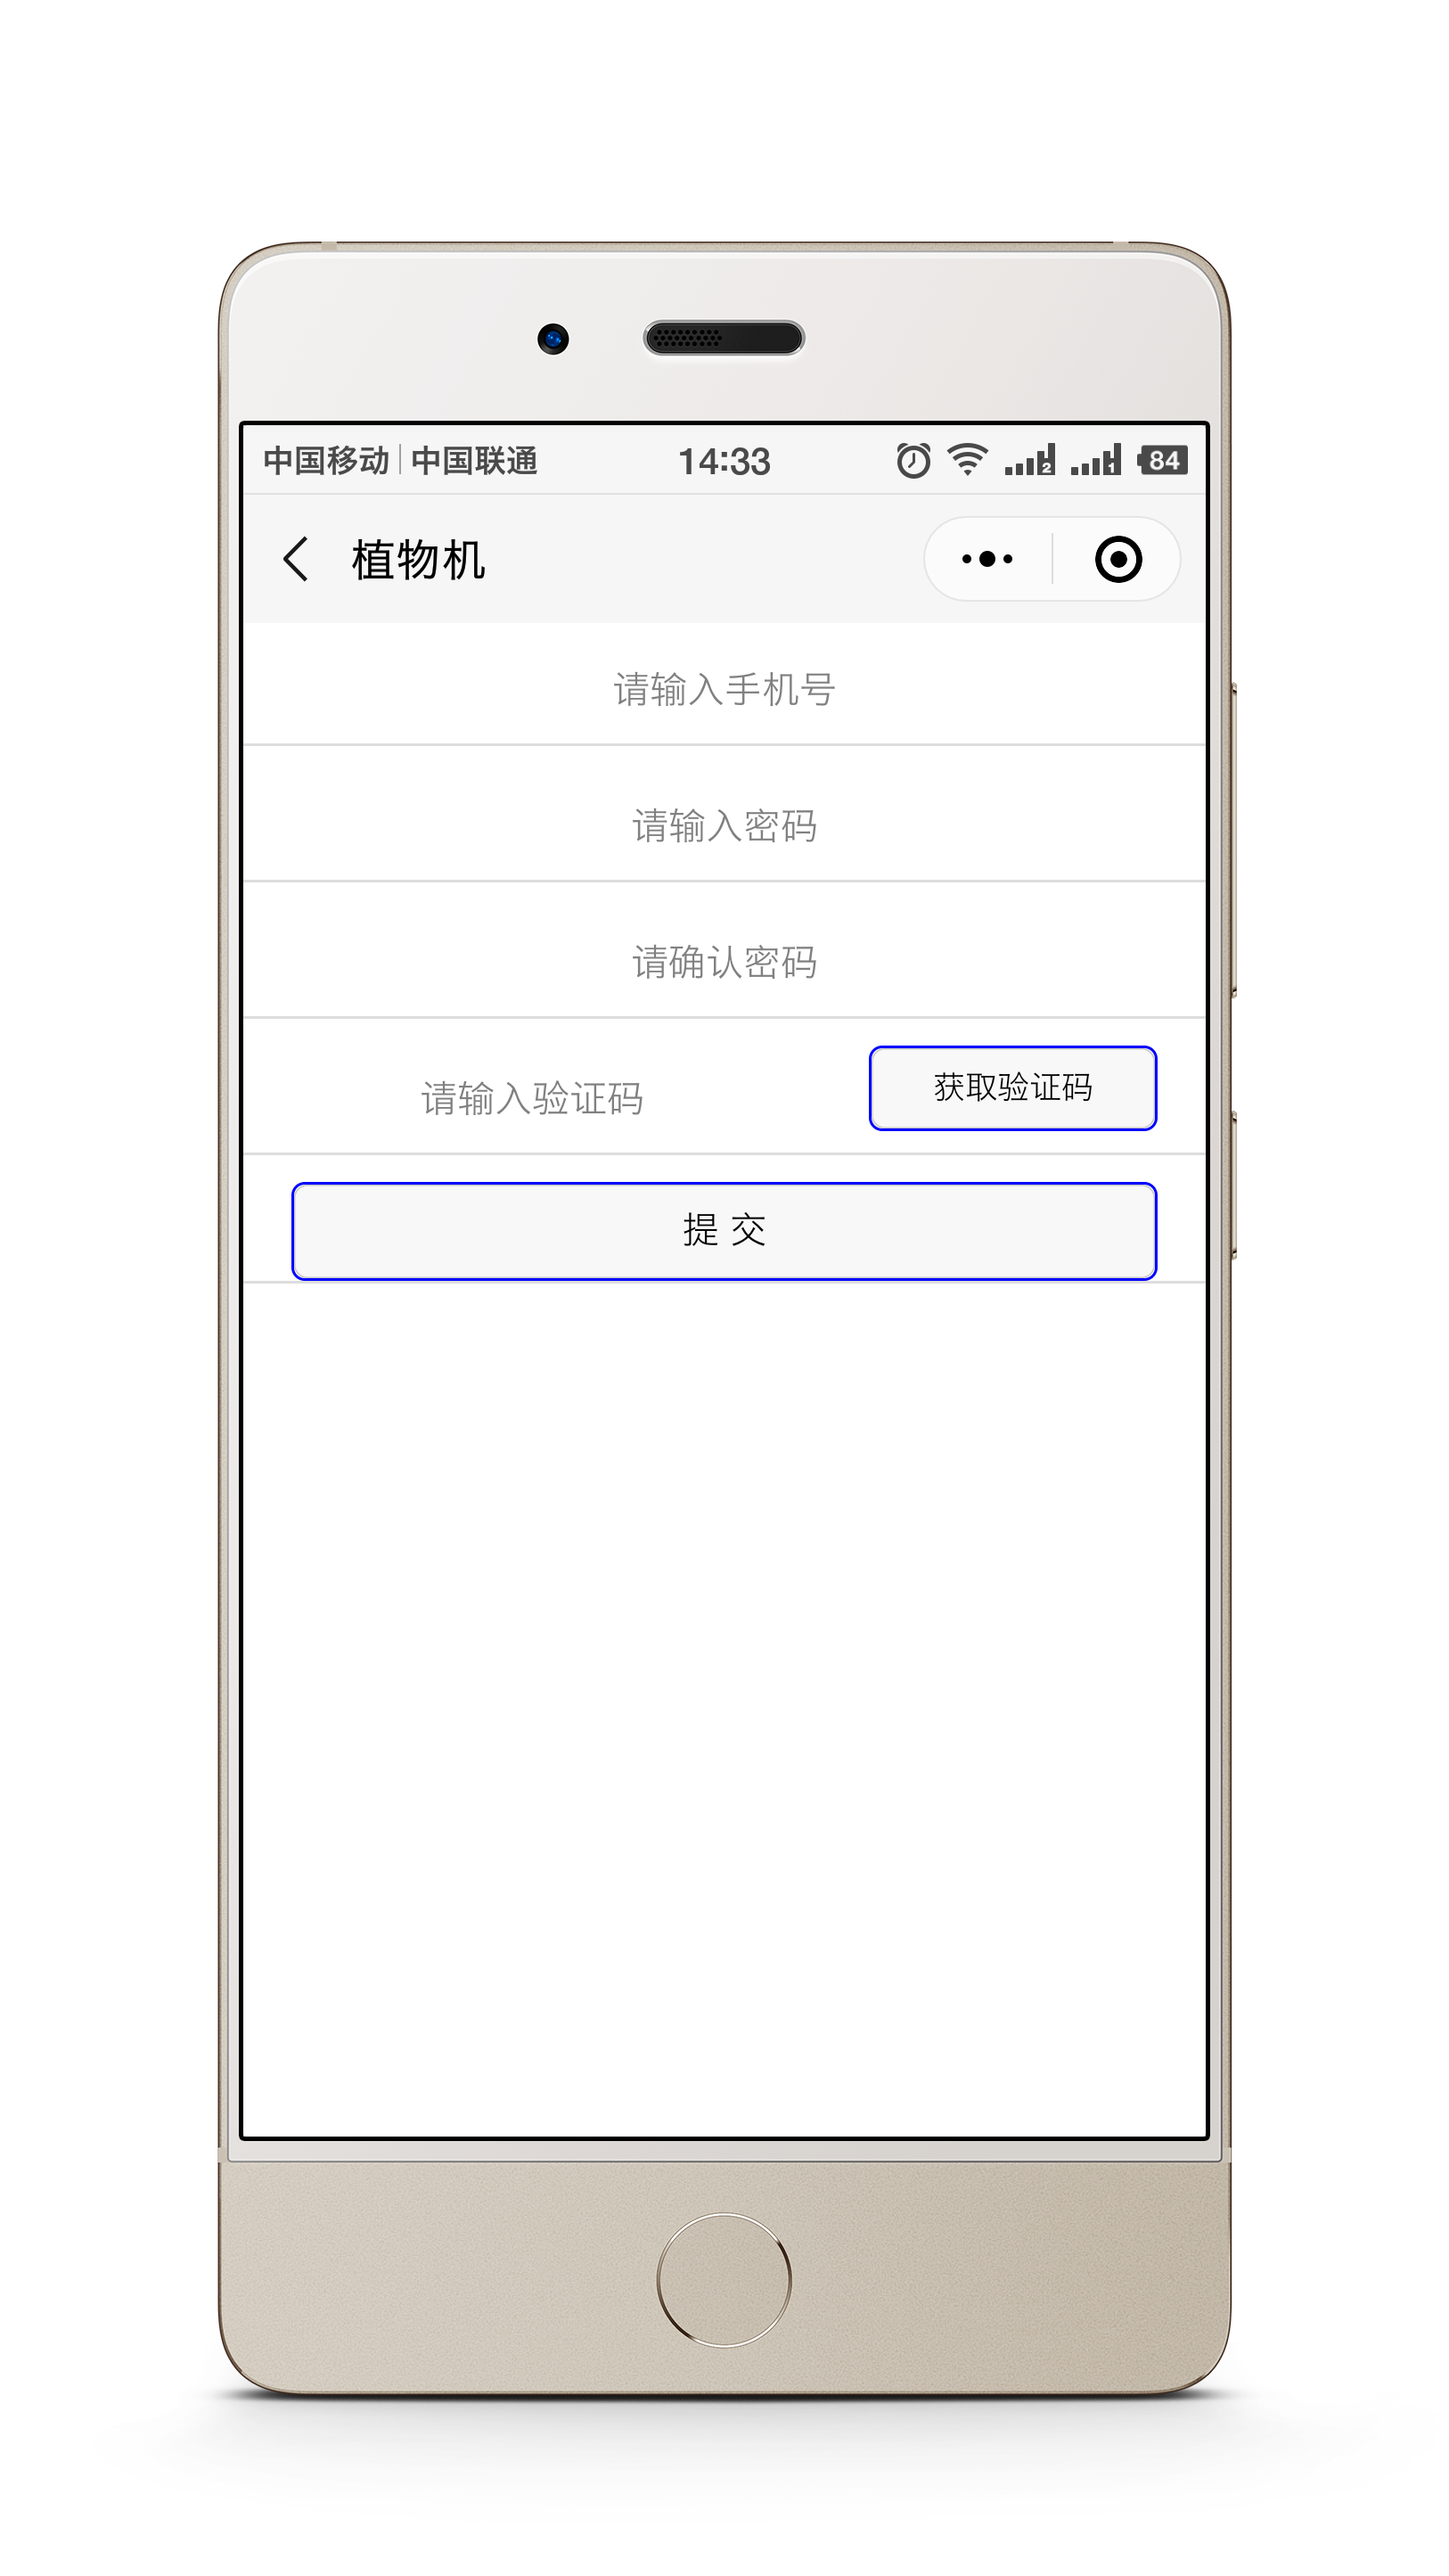 中国移动 中国联通 14:33 2 1 84
植物机
请输入手机号
请输入密码
请确认密码
请输入验证码 获取验证码
提 交